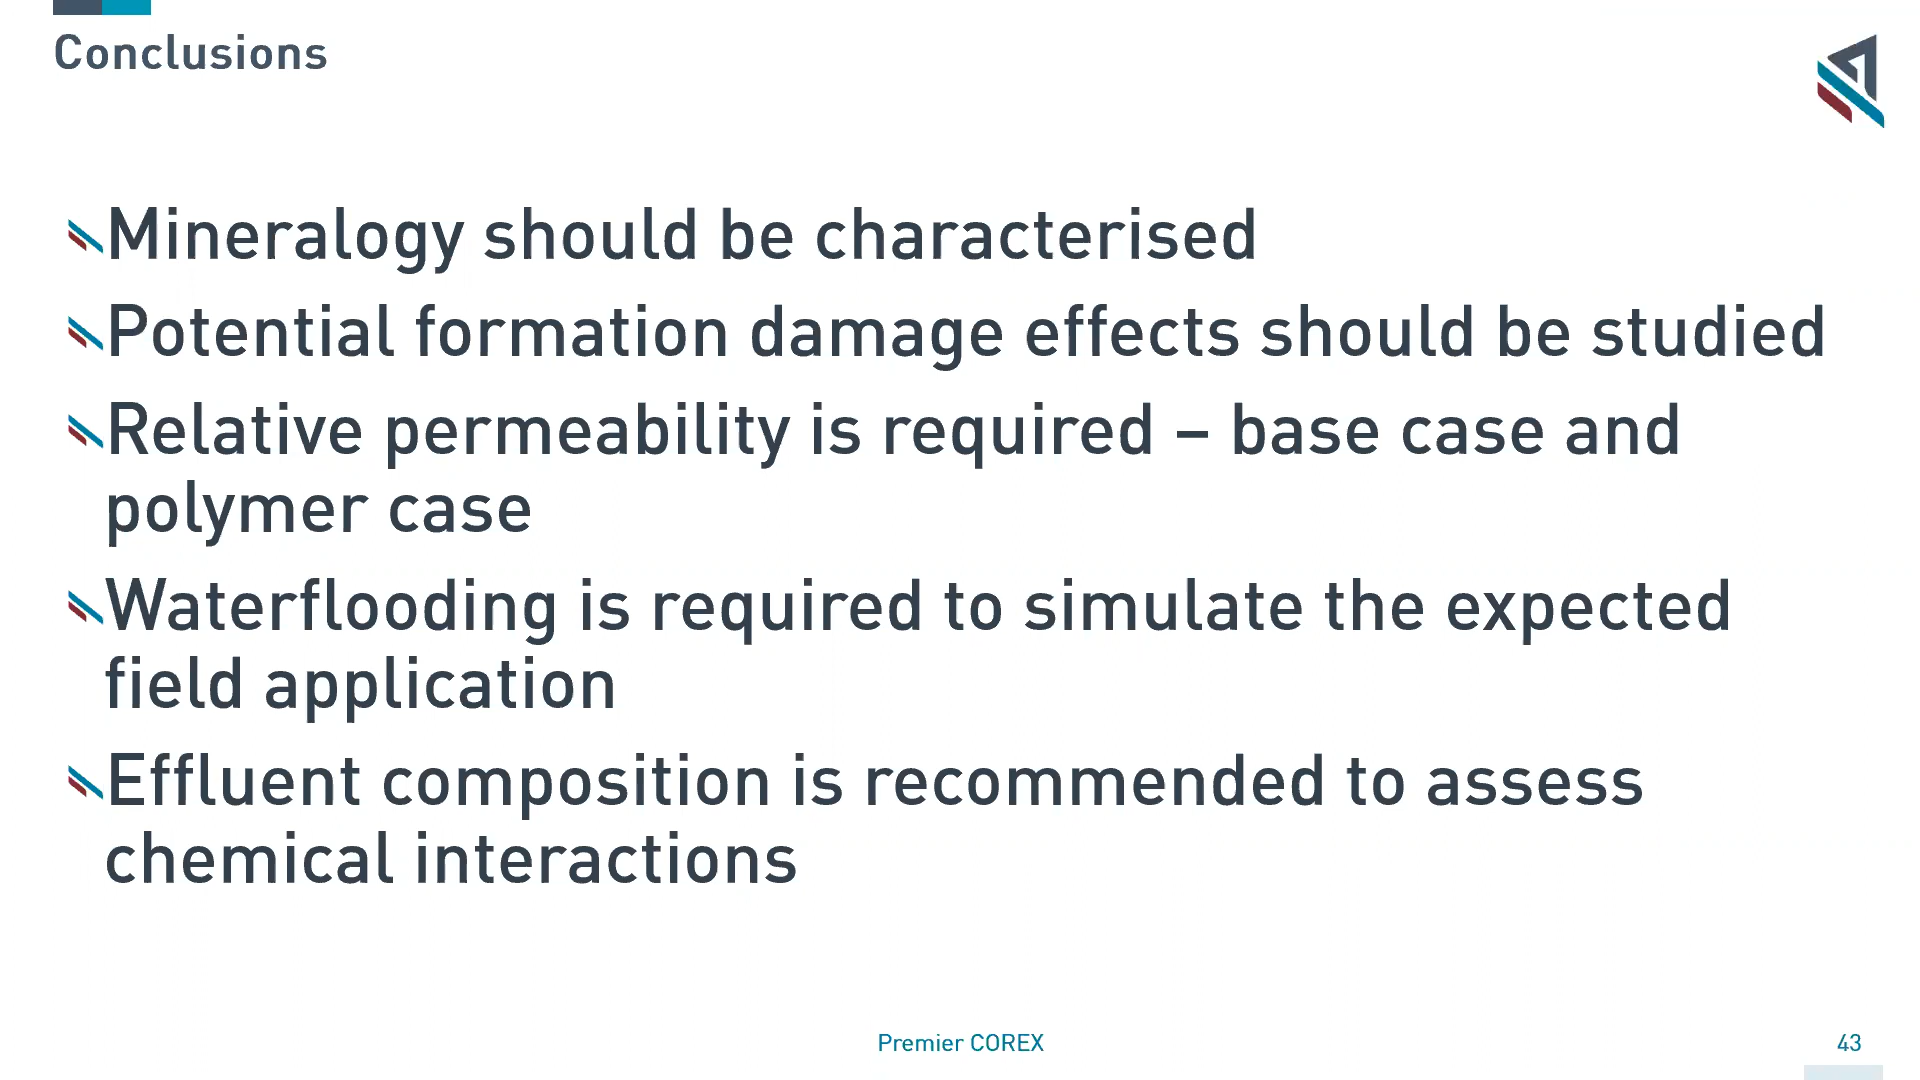 Conclusions
Mineralogy should be characterised
Potential formation damage effects should be studied
Relative permeability is required – base case and
polymer case
Waterflooding is required to simulate the expected
field application
Effluent composition is recommended to assess
chemical interactions
Premier COREX
43